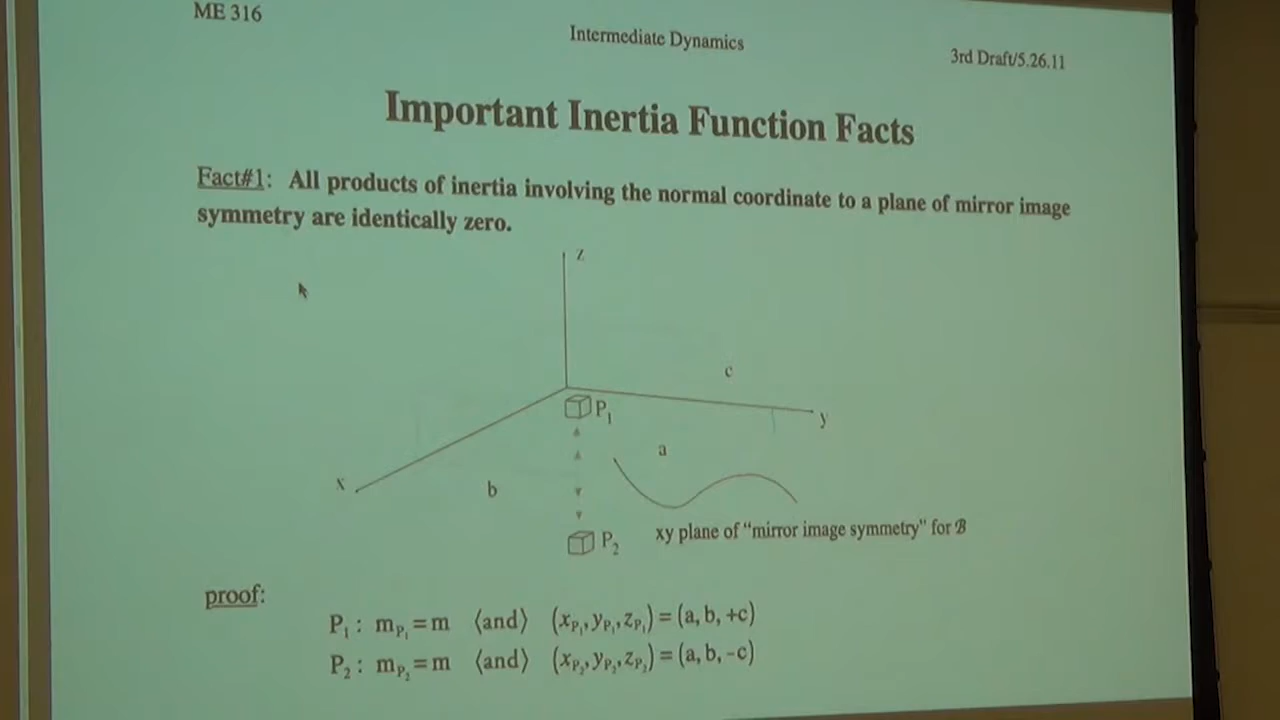 ME 316
Intermediate Dynamics
3rd Draft/5.26.11
Important Inertia Function Facts
Fact#1: All products of inertia involving the normal coordinate to a plane of mirror image
symmetry are identically zero.
z
c
P₁
y
a
x
b
P₂
xy plane of “mirror image symmetry” for ℬ
proof:
P₁ : m_P₁ = m ⟨and⟩ (x_P₁, y_P₁, z_P₁) = (a, b, +c)
P₂ : m_P₂ = m ⟨and⟩ (x_P₂, y_P₂, z_P₂) = (a, b, -c)